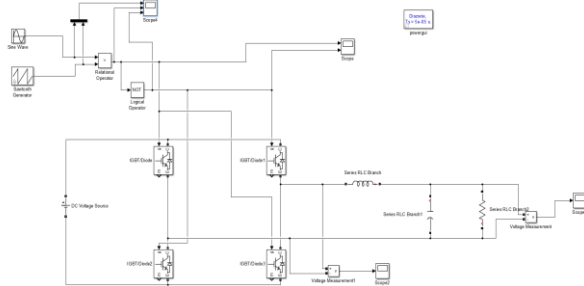 Scope4
Discrete,
Ts = 5e-05 s.
powergui
Sine Wave
Scope
>
Relational
Operator
Sawtooth
Generator
NOT
Logical
Operator
IGBT/Diode
IGBT/Diode1
Series RLC Branch
DC Voltage Source
Series RLC Branch1
Series RLC Branch2
Voltage Measurement
IGBT/Diode2
IGBT/Diode3
Voltage Measurement1
Scope2